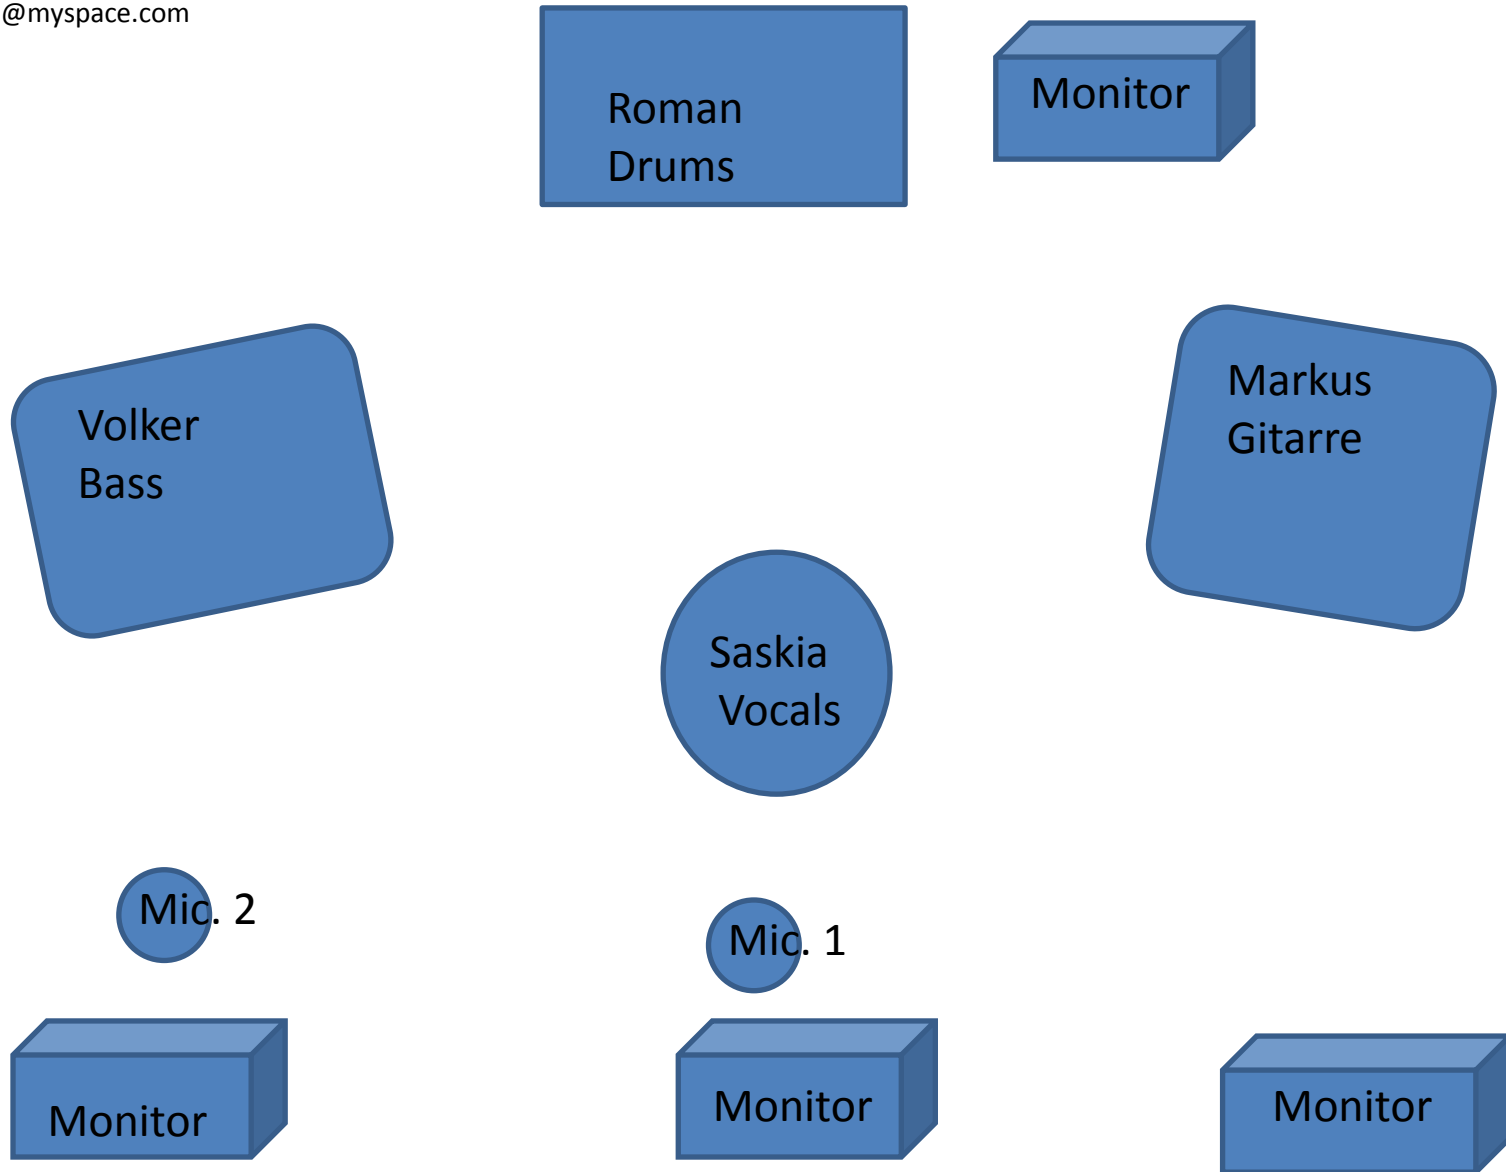 @myspace.com
Roman
Drums
Monitor
Volker
Bass
Markus
Gitarre
Saskia
Vocals
Mic. 2
Mic. 1
Monitor
Monitor
Monitor